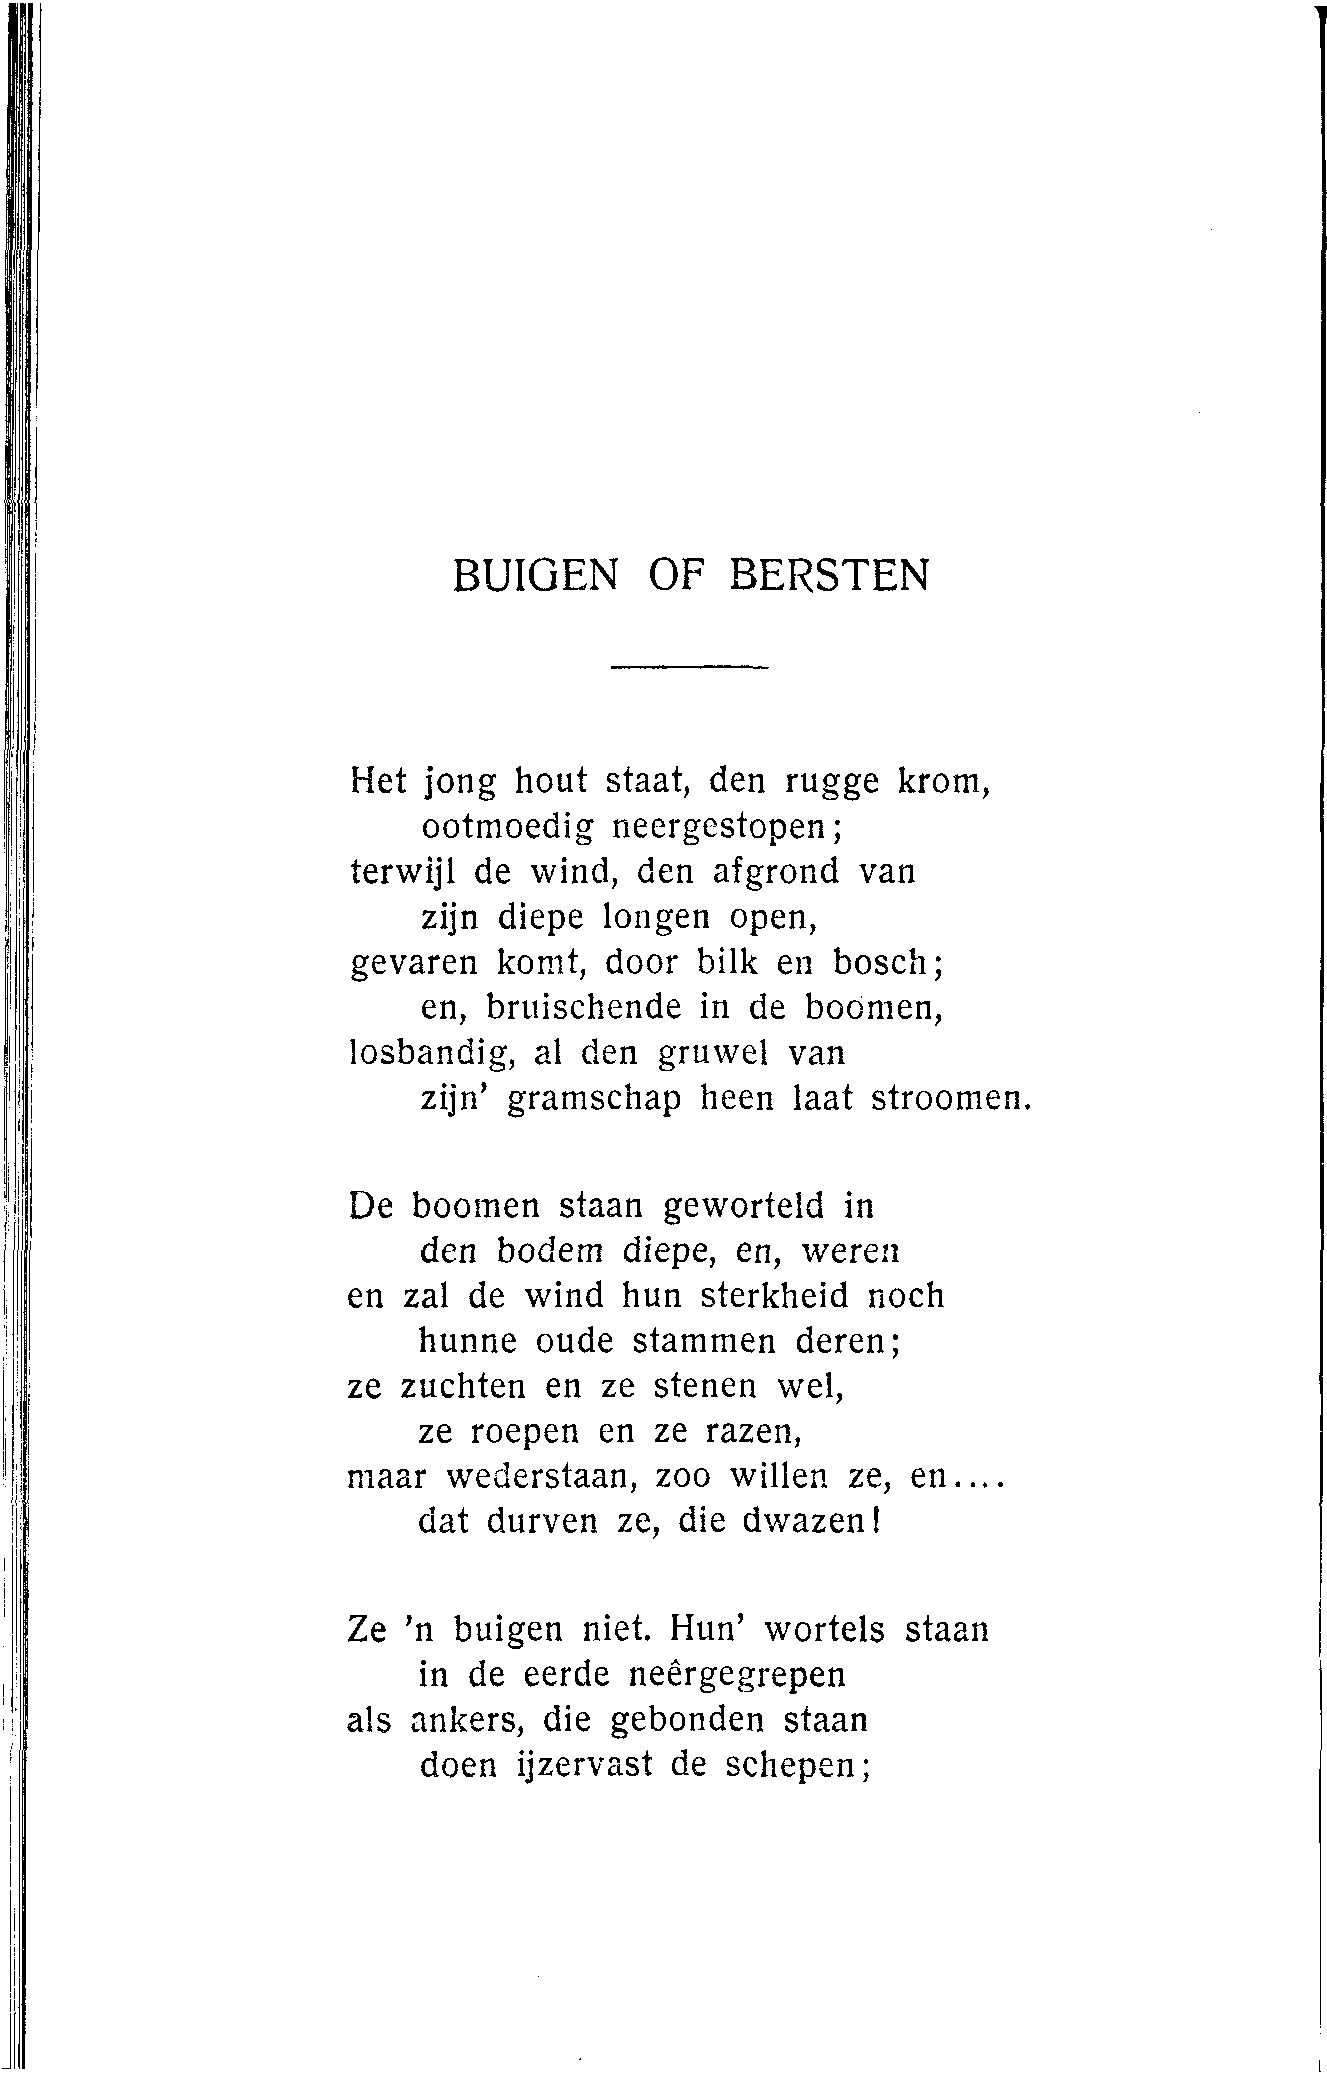 BUIGEN OF BERSTEN
Het jong hout staat, den rugge krom,
ootmoedig neergestopen;
terwijl de wind, den afgrond van
zijn diepe longen open,
gevaren komt, door bilk en bosch;
en, bruischende in de boomen,
losbandig, al den gruwel van
zijn' gramschap heen laat stroomen.
De boomen staan geworteld in
den bodem diepe, en, weren
en zal de wind hun sterkheid noch
hunne oude stammen deren;
ze zuchten en ze stenen wel,
ze roepen en ze razen,
maar wederstaan, zoo willen ze, en....
dat durven ze, die dwazen!
Ze 'n buigen niet. Hun' wortels staan
in de eerde neêrgegrepen
als ankers, die gebonden staan
doen ijzervast de schepen;